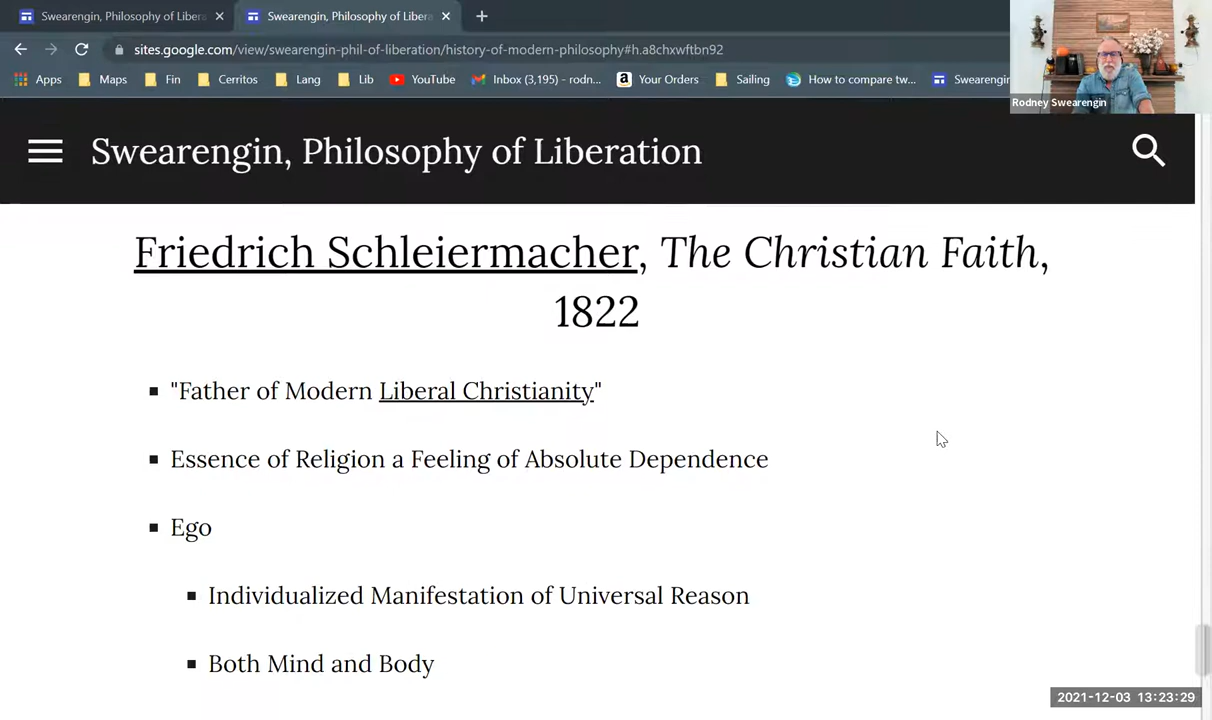 Swearengin, Philosophy of Libera
Swearengin, Philosophy of Libera
sites.google.com/view/swearengin-phil-of-liberation/history-of-modern-philosophy#h.a8chxwftbn92
Apps Maps Fin Cerritos Lang Lib YouTube Inbox (3,195) - rodn... Your Orders Sailing How to compare tw... Swearengin
Rodney Swearengin
Swearengin, Philosophy of Liberation
Friedrich Schleiermacher, The Christian Faith,
1822
"Father of Modern Liberal Christianity"
Essence of Religion a Feeling of Absolute Dependence
Ego
Individualized Manifestation of Universal Reason
Both Mind and Body
2021-12-03 13:23:29